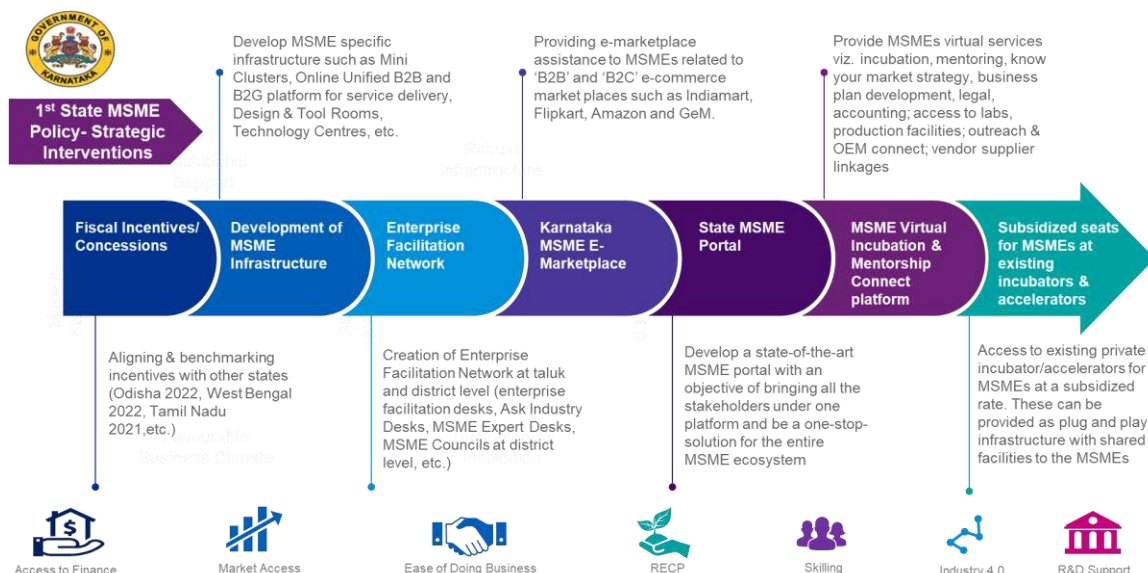 GOVERNMENT OF
KARNATAKA
1st State MSME
Policy- Strategic
Interventions
Develop MSME specific
infrastructure such as Mini
Clusters, Online Unified B2B and
B2G platform for service delivery,
Design & Tool Rooms,
Technology Centres, etc.
Providing e-marketplace
assistance to MSMEs related to
‘B2B’ and ‘B2C’ e-commerce
market places such as Indiamart,
Flipkart, Amazon and GeM.
Provide MSMEs virtual services
viz. incubation, mentoring, know
your market strategy, business
plan development, legal,
accounting; access to labs,
production facilities; outreach &
OEM connect; vendor supplier
linkages
Fiscal Incentives/
Concessions
Development of
MSME
Infrastructure
Enterprise
Facilitation
Network
Karnataka
MSME E-
Marketplace
State MSME
Portal
MSME Virtual
Incubation &
Mentorship
Connect
platform
Subsidized seats
for MSMEs at
existing
incubators &
accelerators
Aligning & benchmarking
incentives with other states
(Odisha 2022, West Bengal
2022, Tamil Nadu
2021,etc.)
Creation of Enterprise
Facilitation Network at taluk
and district level (enterprise
facilitation desks, Ask Industry
Desks, MSME Expert Desks,
MSME Councils at district
level, etc.)
Develop a state-of-the-art
MSME portal with an
objective of bringing all the
stakeholders under one
platform and be a one-stop-
solution for the entire
MSME ecosystem
Access to existing private
incubator/accelerators for
MSMEs at a subsidized
rate. These can be
provided as plug and play
infrastructure with shared
facilities to the MSMEs
Access to Finance
Market Access
Ease of Doing Business
RECP
Skilling
Industry 4.0
R&D Support